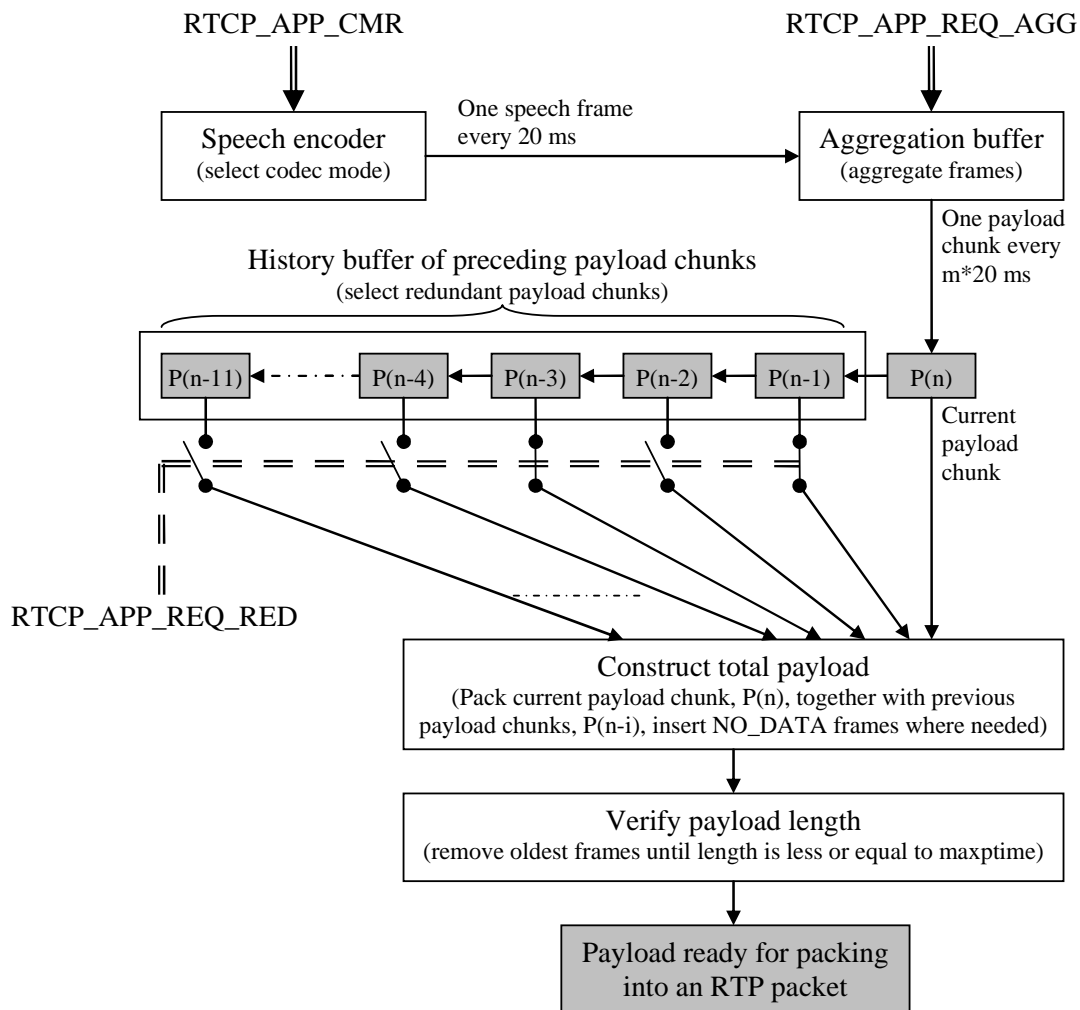 RTCP_APP_CMR
RTCP_APP_REQ_AGG
Speech encoder
(select codec mode)
One speech frame
every 20 ms
Aggregation buffer
(aggregate frames)
One payload
chunk every
m*20 ms
History buffer of preceding payload chunks
(select redundant payload chunks)
P(n-11)
P(n-4)
P(n-3)
P(n-2)
P(n-1)
P(n)
Current
payload
chunk
RTCP_APP_REQ_RED
Construct total payload
(Pack current payload chunk, P(n), together with previous
payload chunks, P(n-i), insert NO_DATA frames where needed)
Verify payload length
(remove oldest frames until length is less or equal to maxptime)
Payload ready for packing
into an RTP packet